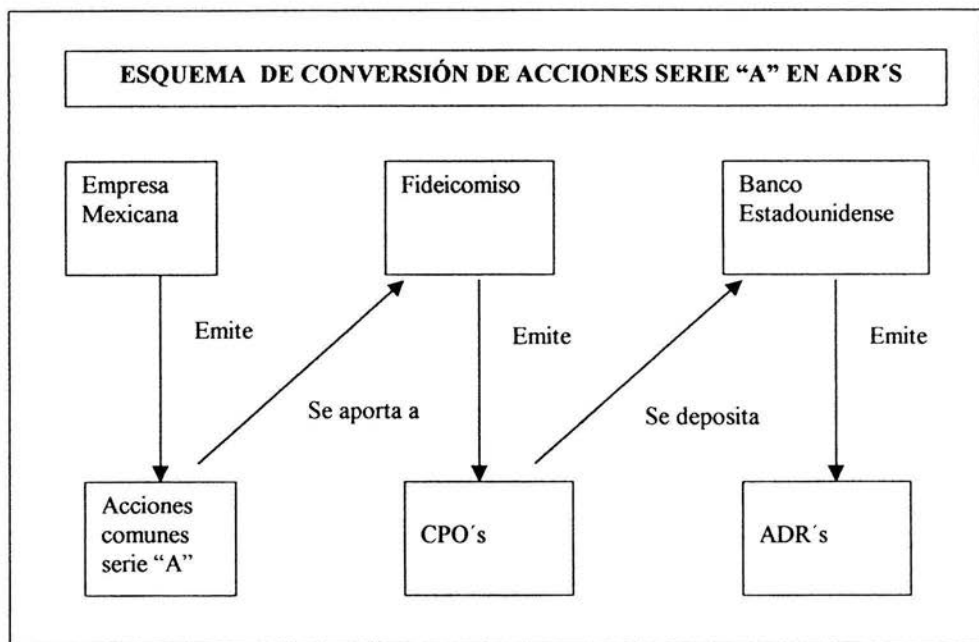 ESQUEMA DE CONVERSIÓN DE ACCIONES SERIE “A” EN ADR´S
Empresa
Mexicana
Fideicomiso
Banco
Estadounidense
Emite
Emite
Emite
Se aporta a
Se deposita
Acciones
comunes
serie “A”
CPO´s
ADR´s